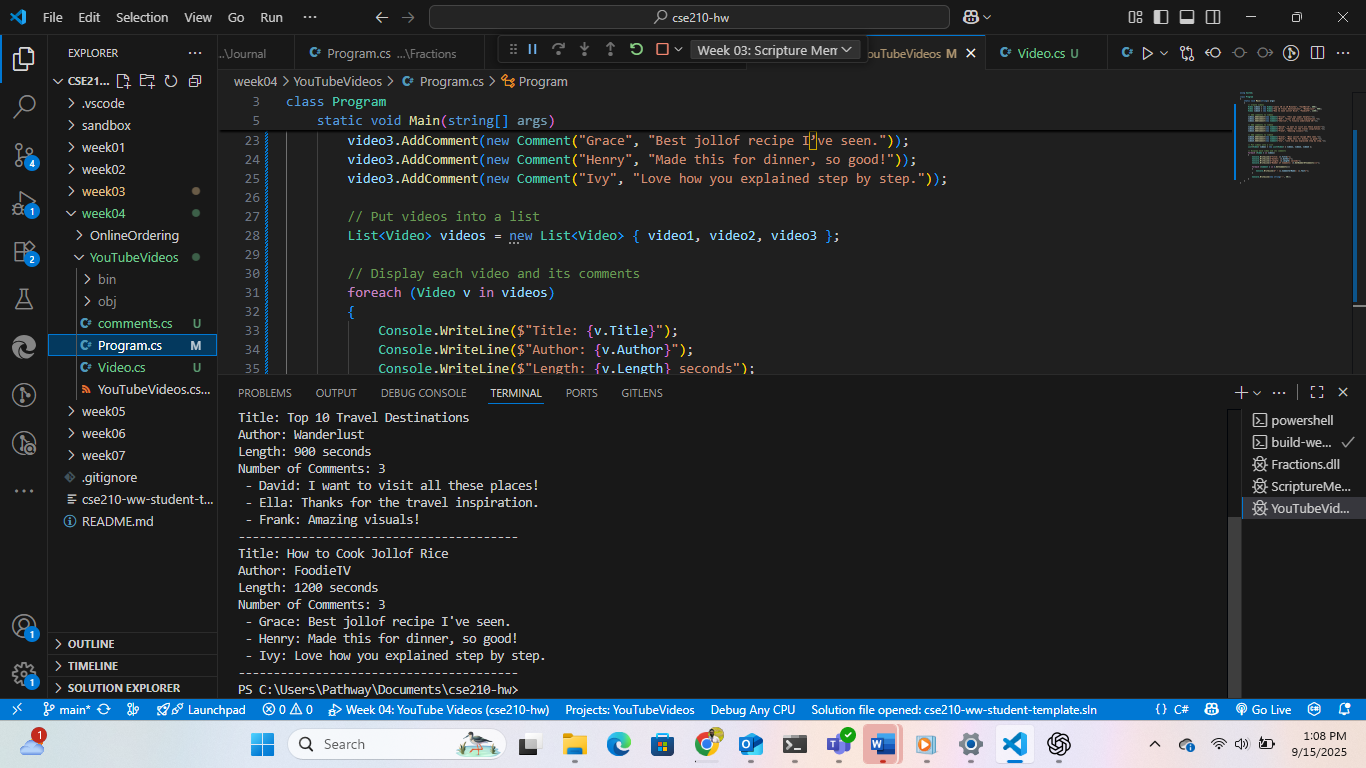 File Edit Selection View Go Run ··· cse210-hw
EXPLORER ···
..\Journal Program.cs ...\Fractions Week 03: Scripture Mem ouTubeVideos M Video.cs U
CSE21...
week04 > YouTubeVideos > Program.cs > Program
.vscode
sandbox
week01
week02
week03
week04
OnlineOrdering
YouTubeVideos
bin
obj
comments.cs U
Program.cs M
Video.cs U
YouTubeVideos.cs...
week05
week06
week07
.gitignore
cse210-ww-student-t...
README.md
OUTLINE
TIMELINE
SOLUTION EXPLORER
4
1
2
1
1
3 class Program
5 static void Main(string[] args)
23 video3.AddComment(new Comment("Grace", "Best jollof recipe I’ve seen."));
24 video3.AddComment(new Comment("Henry", "Made this for dinner, so good!"));
25 video3.AddComment(new Comment("Ivy", "Love how you explained step by step."));
26
27 // Put videos into a list
28 List<Video> videos = new List<Video> { video1, video2, video3 };
29
30 // Display each video and its comments
31 foreach (Video v in videos)
32 {
33 Console.WriteLine($"Title: {v.Title}");
34 Console.WriteLine($"Author: {v.Author}");
35 Console.WriteLine($"Length: {v.Length} seconds");
PROBLEMS OUTPUT DEBUG CONSOLE TERMINAL PORTS GITLENS
Title: Top 10 Travel Destinations
Author: Wanderlust
Length: 900 seconds
Number of Comments: 3
- David: I want to visit all these places!
- Ella: Thanks for the travel inspiration.
- Frank: Amazing visuals!
----------------------------------------
Title: How to Cook Jollof Rice
Author: FoodieTV
Length: 1200 seconds
Number of Comments: 3
- Grace: Best jollof recipe I've seen.
- Henry: Made this for dinner, so good!
- Ivy: Love how you explained step by step.
----------------------------------------
PS C:\Users\Pathway\Documents\cse210-hw>
powershell
build-we...
Fractions.dll
ScriptureMe...
YouTubeVid...
main* Launchpad 0 0 Week 04: YouTube Videos (cse210-hw) Projects: YouTubeVideos Debug Any CPU Solution file opened: cse210-ww-student-template.sln {} C# Go Live
1 Search 1:08 PM
9/15/2025